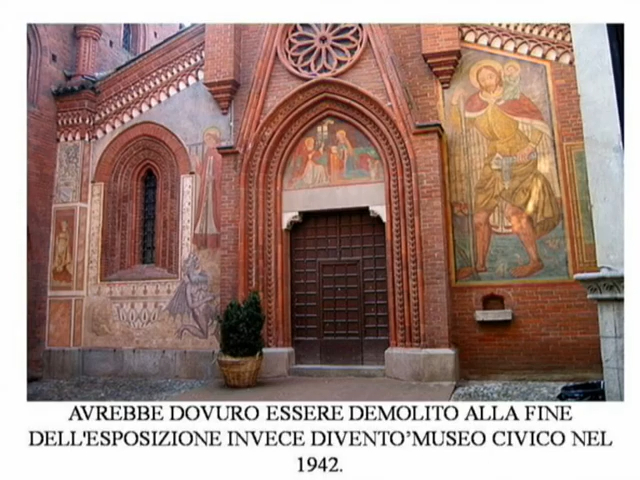 AVREBBE DOVURO ESSERE DEMOLITO ALLA FINE
DELL'ESPOSIZIONE INVECE DIVENTO’MUSEO CIVICO NEL
1942.